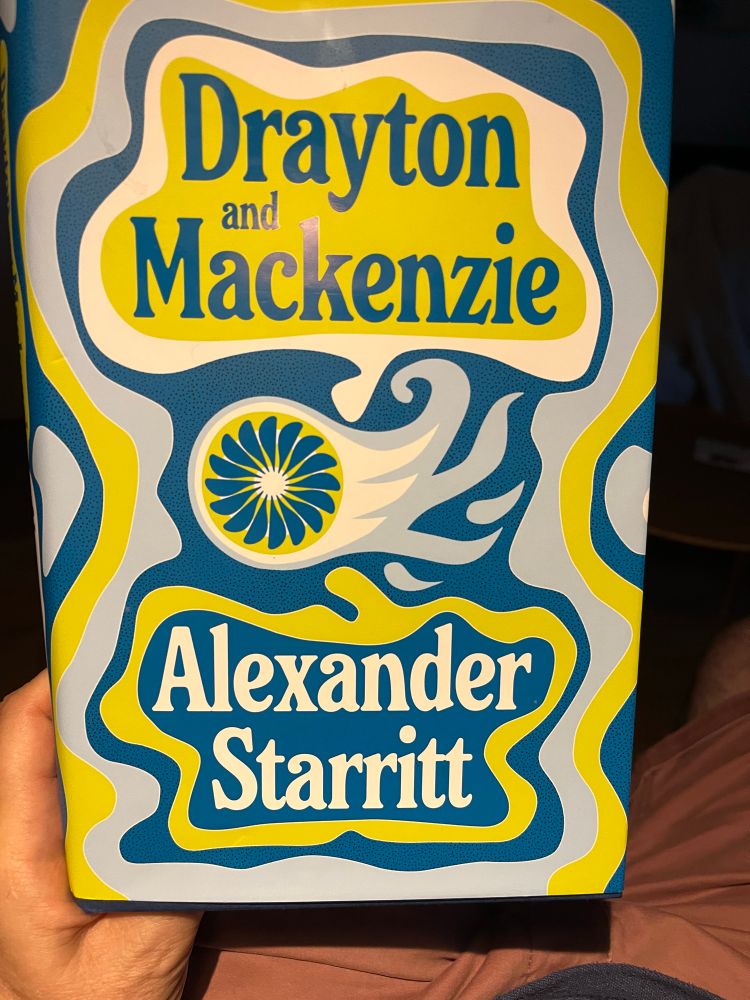 Drayton
and
Mackenzie
Alexander
Starritt